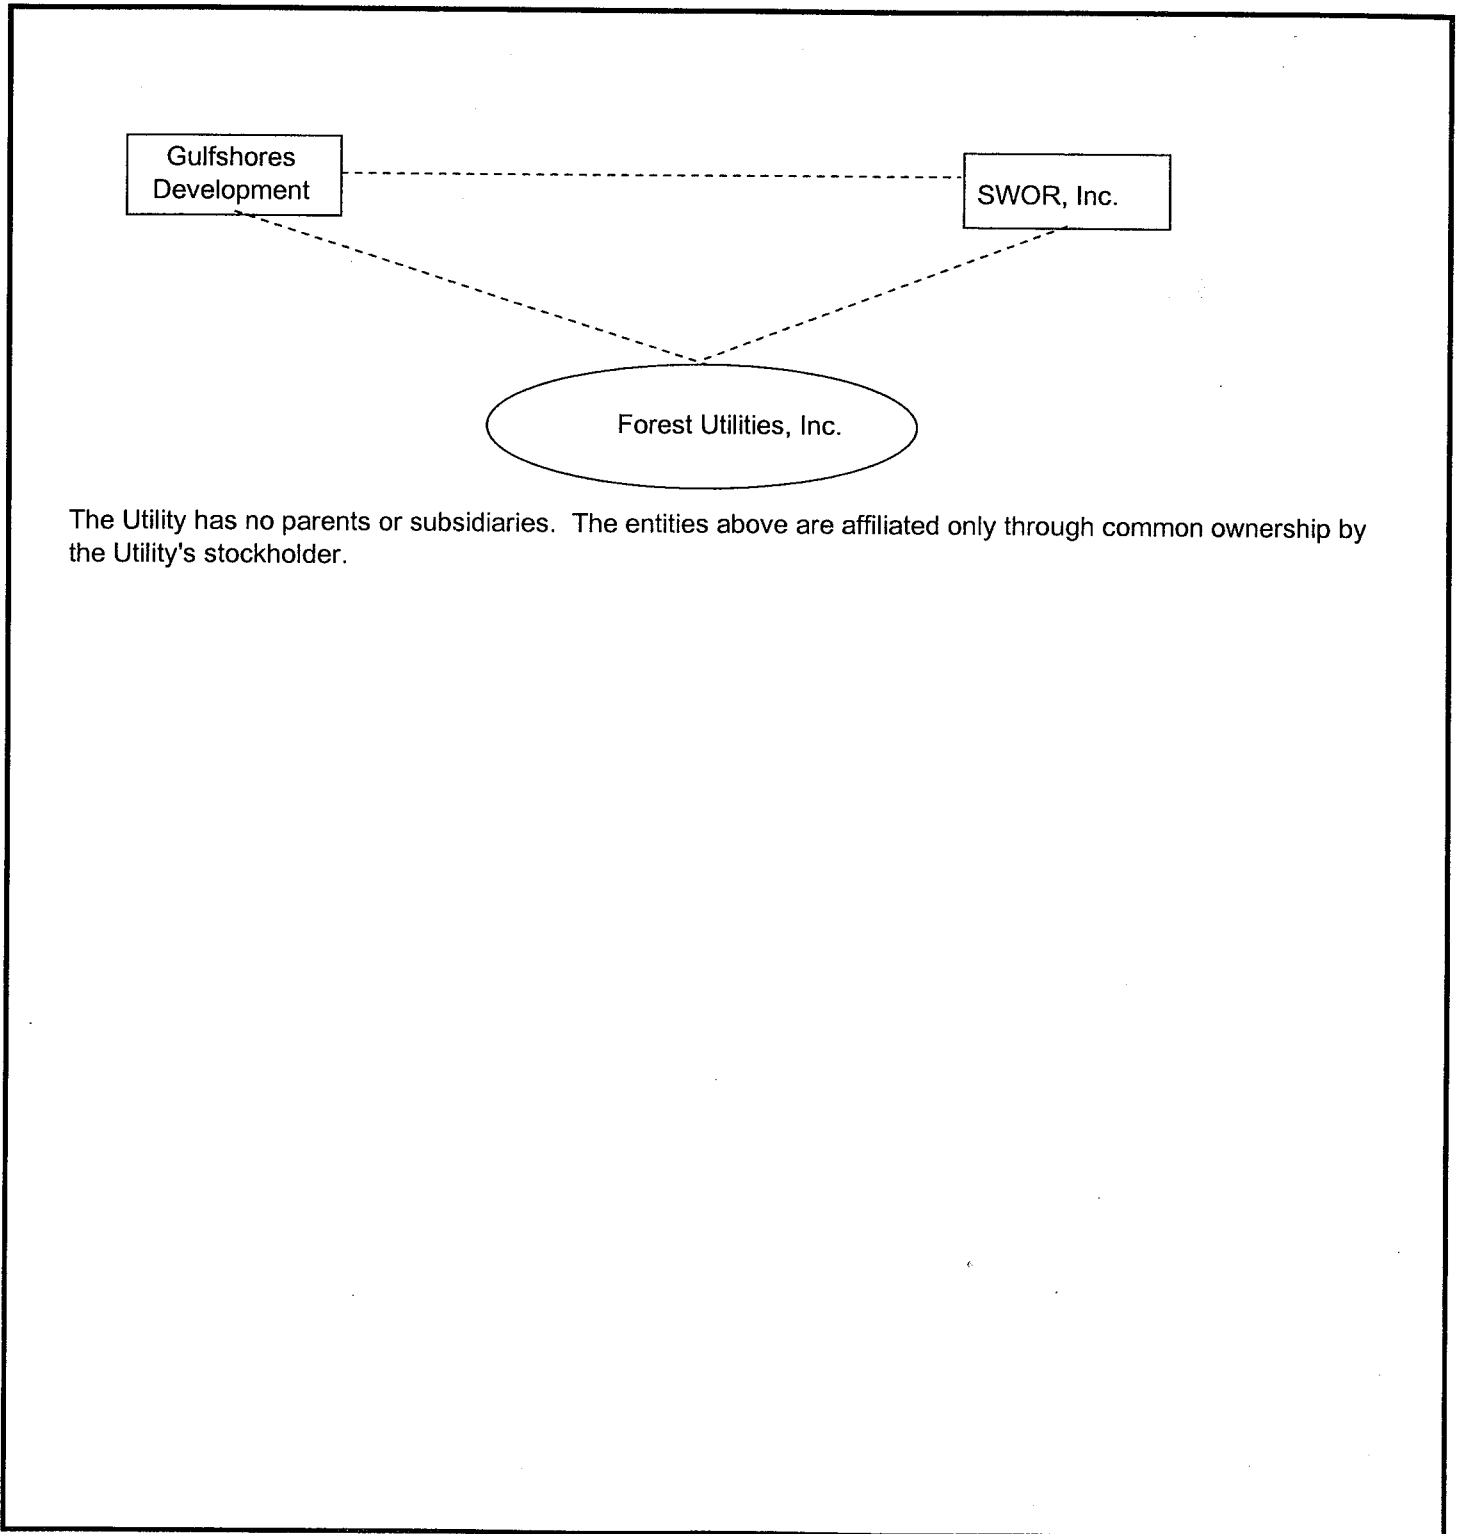 Gulfshores
Development
SWOR, Inc.
Forest Utilities, Inc.
The Utility has no parents or subsidiaries.  The entities above are affiliated only through common ownership by
the Utility's stockholder.